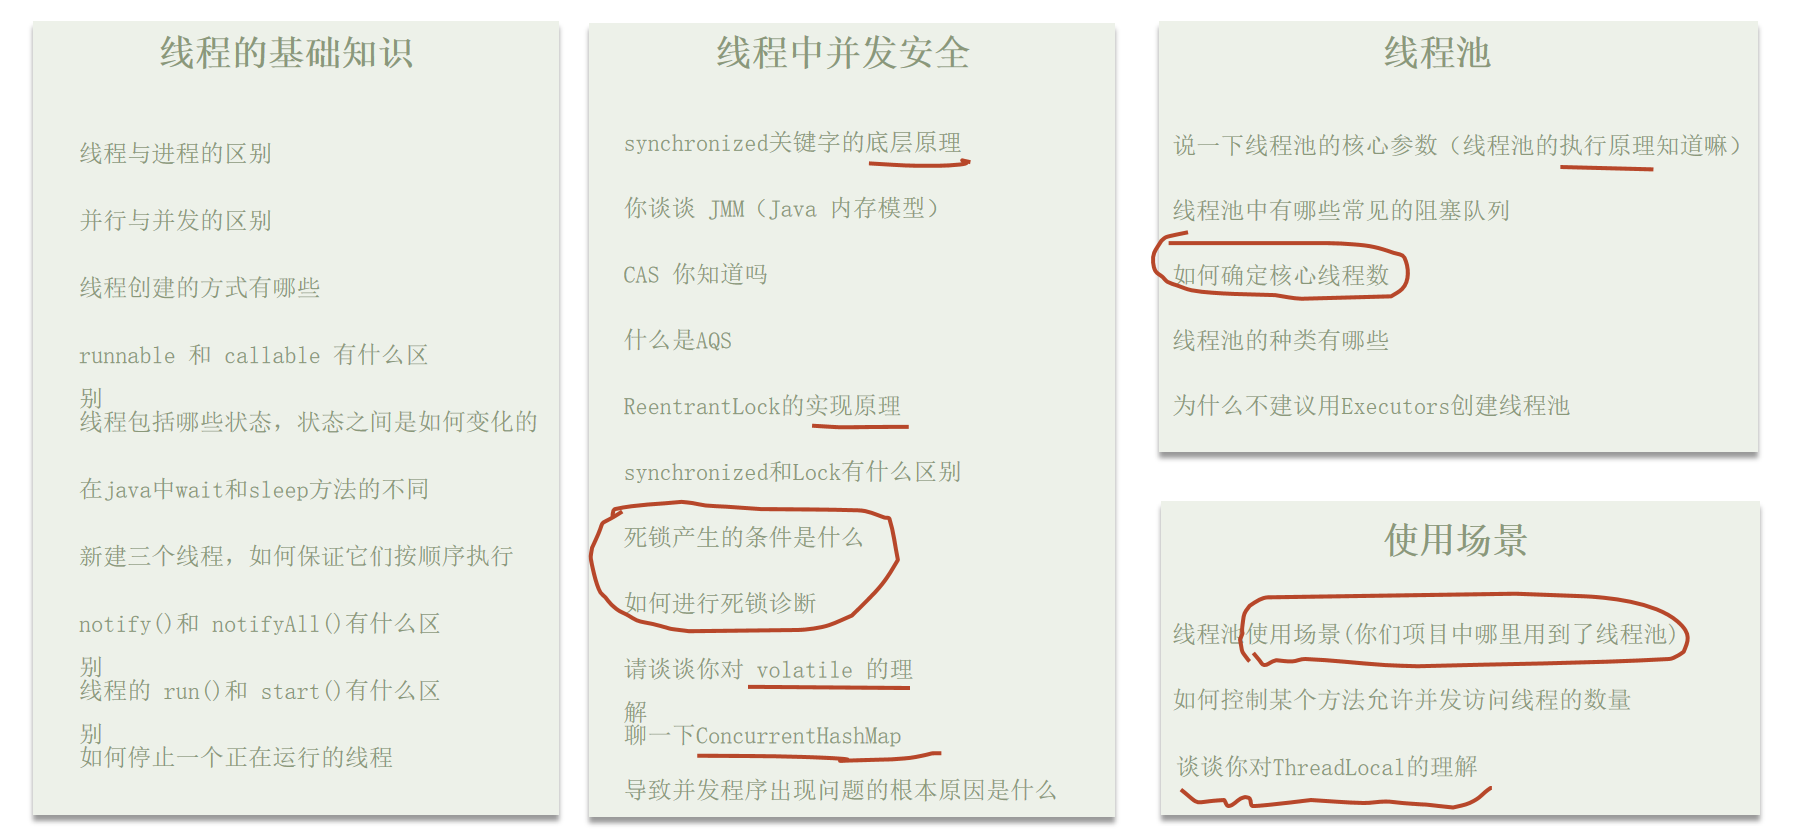 线程的基础知识
线程与进程的区别
并行与并发的区别
线程创建的方式有哪些
runnable 和 callable 有什么区
别
线程包括哪些状态，状态之间是如何变化的
在java中wait和sleep方法的不同
新建三个线程，如何保证它们按顺序执行
notify()和 notifyAll()有什么区
别
线程的 run()和 start()有什么区
别
如何停止一个正在运行的线程
线程中并发安全
synchronized关键字的底层原理
你谈谈 JMM（Java 内存模型）
CAS 你知道吗
什么是AQS
ReentrantLock的实现原理
synchronized和Lock有什么区别
死锁产生的条件是什么
如何进行死锁诊断
请谈谈你对 volatile 的理
解
聊一下ConcurrentHashMap
导致并发程序出现问题的根本原因是什么
线程池
说一下线程池的核心参数（线程池的执行原理知道嘛）
线程池中有哪些常见的阻塞队列
如何确定核心线程数
线程池的种类有哪些
为什么不建议用Executors创建线程池
使用场景
线程池使用场景(你们项目中哪里用到了线程池)
如何控制某个方法允许并发访问线程的数量
谈谈你对ThreadLocal的理解